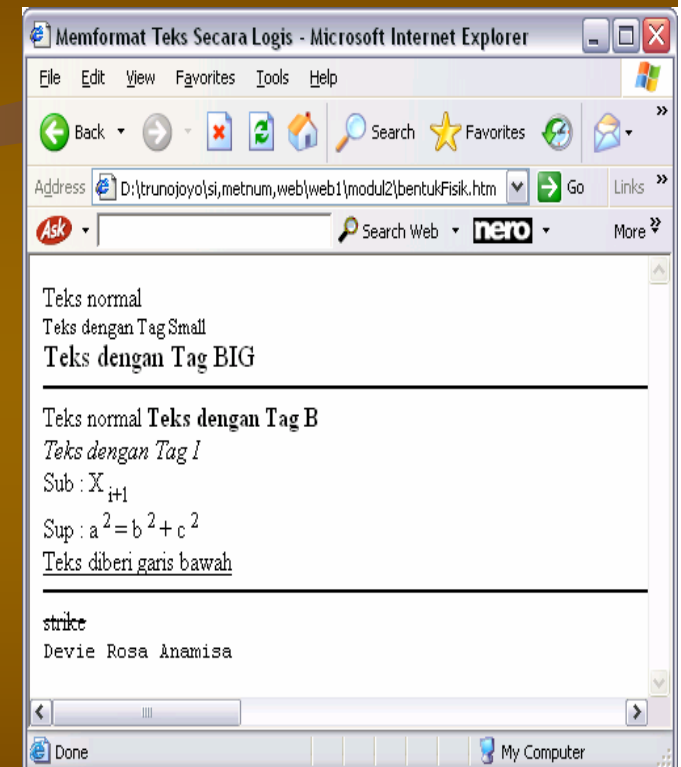 Memformat Teks Secara Logis - Microsoft Internet Explorer
File Edit View Favorites Tools Help
Back Search Favorites »
Address D:\trunojoyo\si,metnum,web\web1\modul2\bentukFisik.htm Go Links »
Ask Search Web nero More
Teks normal
Teks dengan Tag Small
Teks dengan Tag BIG
Teks normal Teks dengan Tag B
Teks dengan Tag I
Sub : X i+1
Sup : a 2 = b 2 + c 2
Teks diberi garis bawah
strike
Devie Rosa Anamisa
Done My Computer